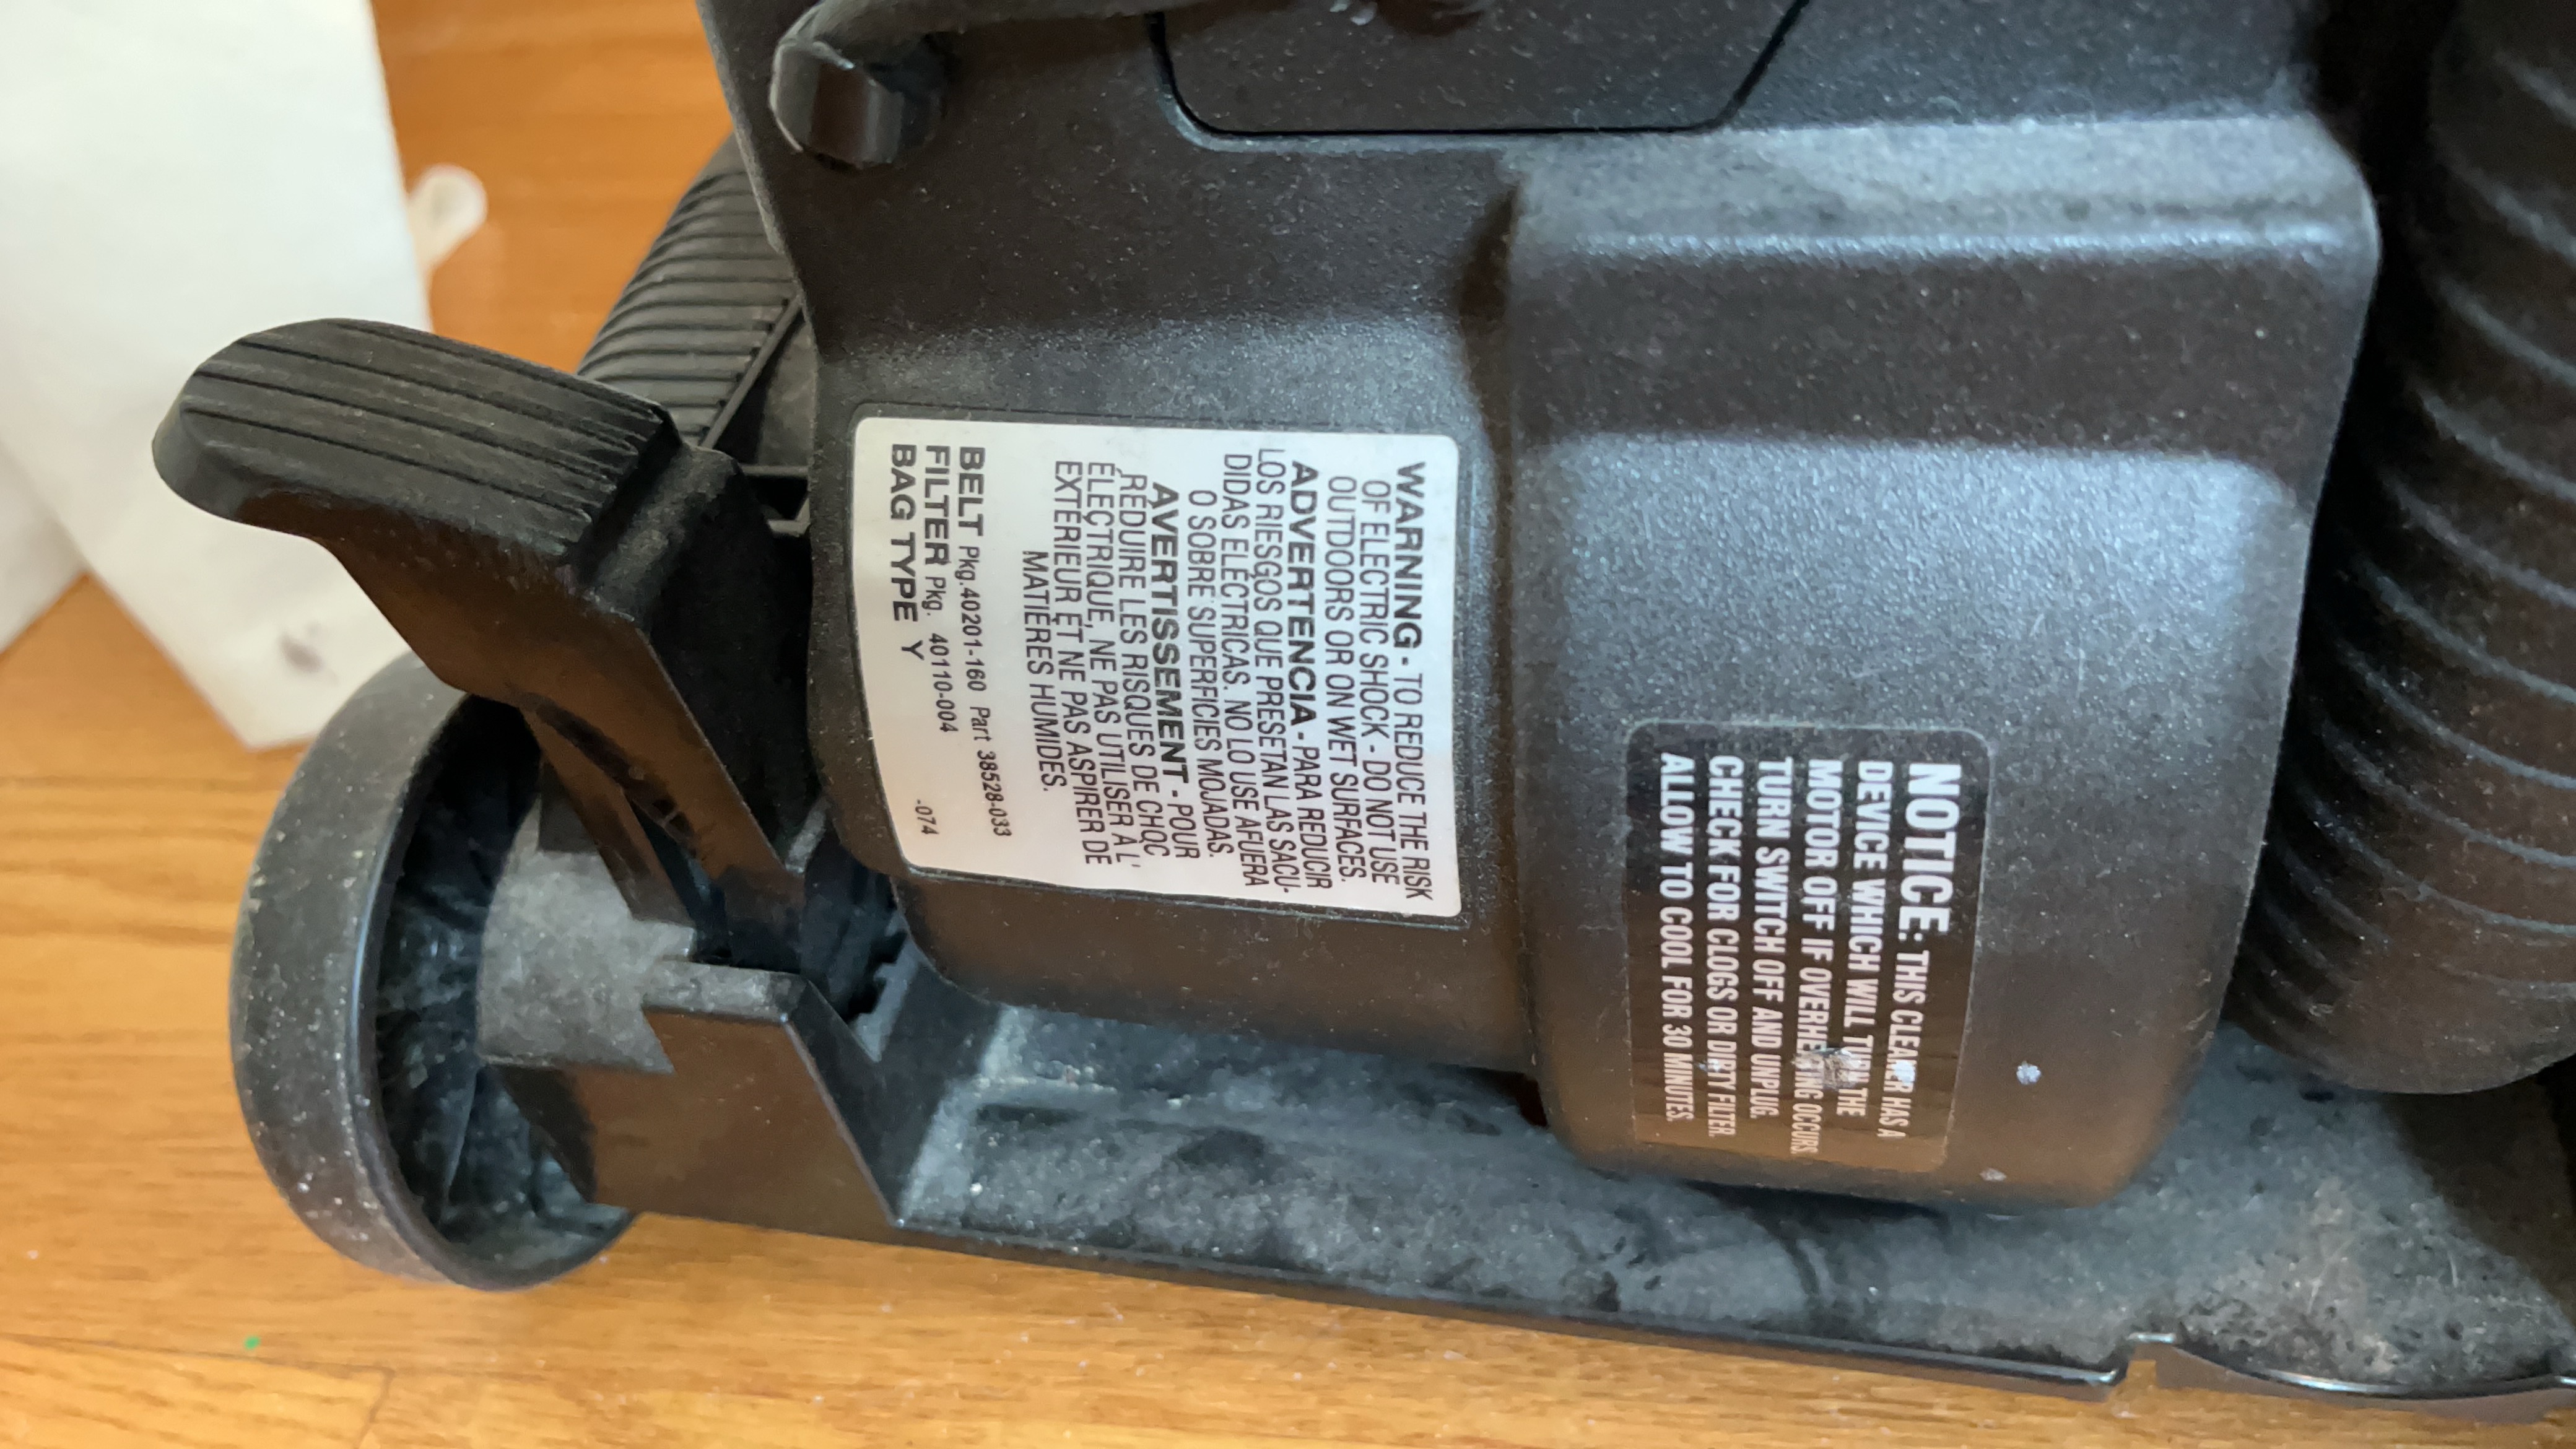 WARNING - TO REDUCE THE RISK
OF ELECTRIC SHOCK - DO NOT USE
OUTDOORS OR ON WET SURFACES.
ADVERTENCIA - PARA REDUCIR
LOS RIESGOS QUE PRESETAN LAS SACU-
DIDAS ELÉCTRICAS. NO LO USE AFUERA
O SOBRE SUPERFICIES MOJADAS.
AVERTISSEMENT - POUR
RÉDUIRE LES RISQUES DE CHQC
ÉLECTRIQUE, NE PAS UTILISER À L'
EXTÉRIEUR ET NE PAS ASPIRER DE
MATIÈRES HUMIDES.
BELT Pkg.40201-160 Part 38528-033
FILTER Pkg. 40110-004
BAG TYPE Y -074
NOTICE: THIS CLEANER HAS A
DEVICE WHICH WILL TURN THE
MOTOR OFF IF OVERHEATING OCCURS.
TURN SWITCH OFF AND UNPLUG.
CHECK FOR CLOGS OR DIRTY FILTER.
ALLOW TO COOL FOR 30 MINUTES.